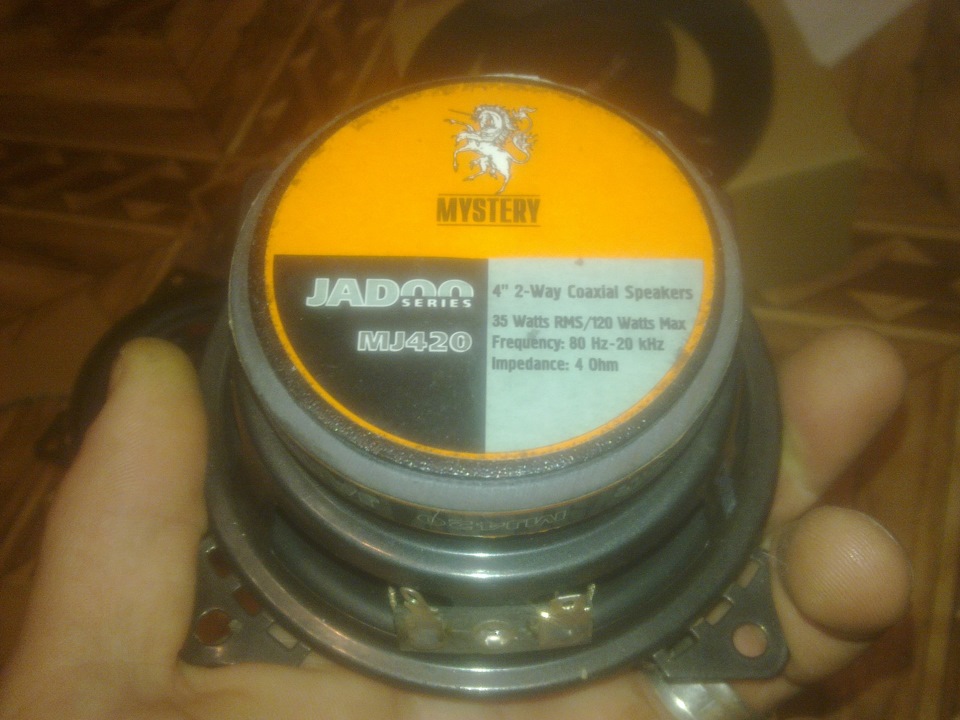 MYSTERY
JADOO
SERIES
MJ420
4" 2-Way Coaxial Speakers
35 Watts RMS/120 Watts Max
Frequency: 80 Hz-20 kHz
Impedance: 4 Ohm